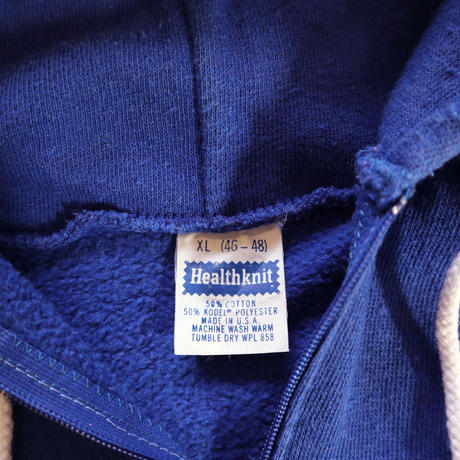 XL (46-48)
Healthknit
50% COTTON
50% KODEL® POLYESTER
MADE IN U.S.A.
MACHINE WASH WARM
TUMBLE DRY WPL 858